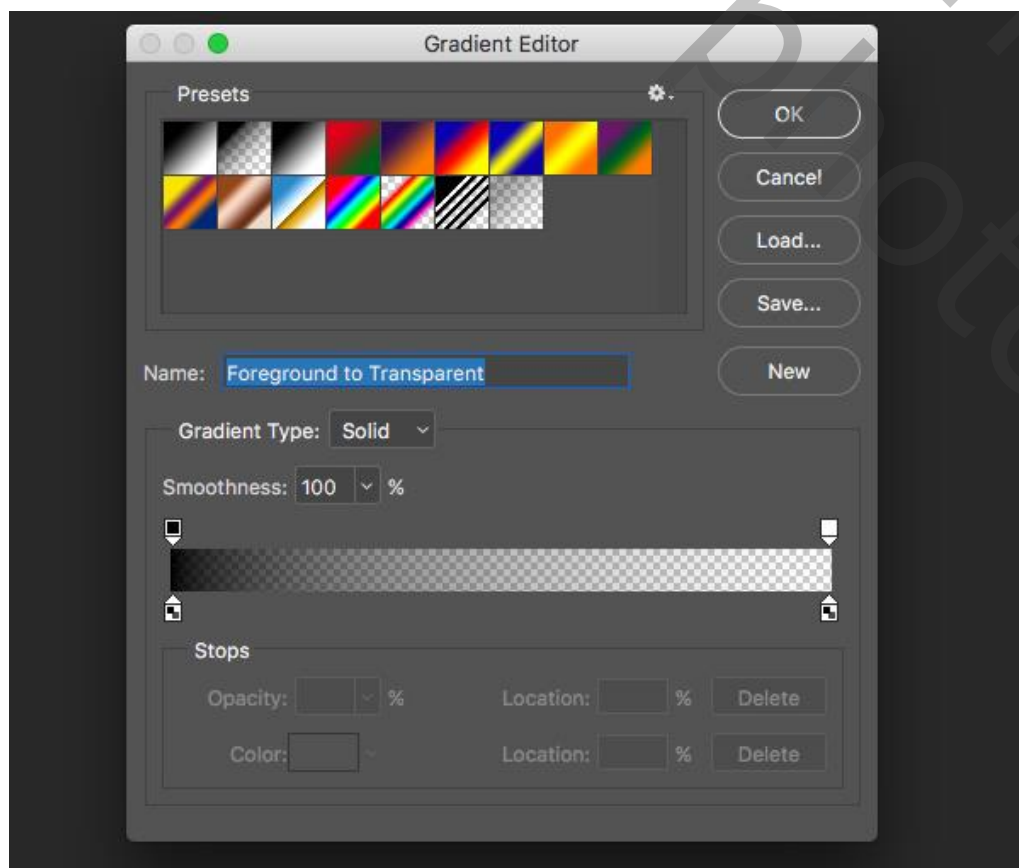 Gradient Editor
Presets
OK
Cancel
Load...
Save...
Name: Foreground to Transparent
New
Gradient Type: Solid
Smoothness: 100 %
Stops
Opacity: % Location: % Delete
Color: Location: % Delete